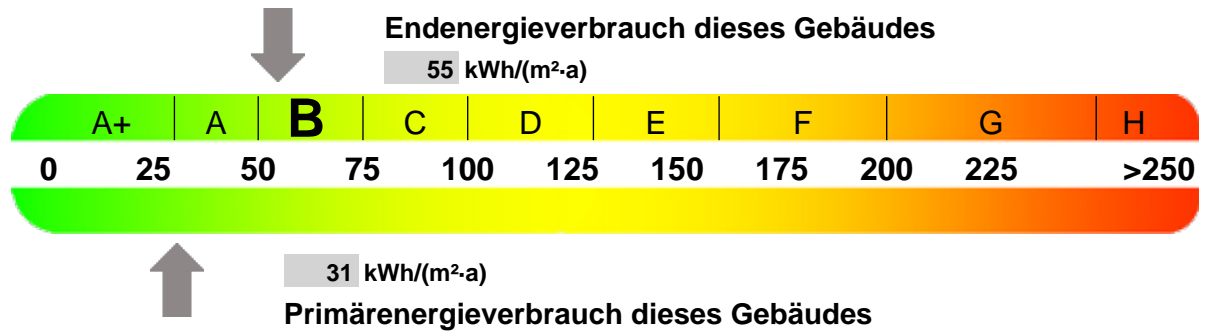 Endenergieverbrauch dieses Gebäudes
55 kWh/(m²·a)
A+ A B C D E F G H
0 25 50 75 100 125 150 175 200 225 >250
31 kWh/(m²·a)
Primärenergieverbrauch dieses Gebäudes